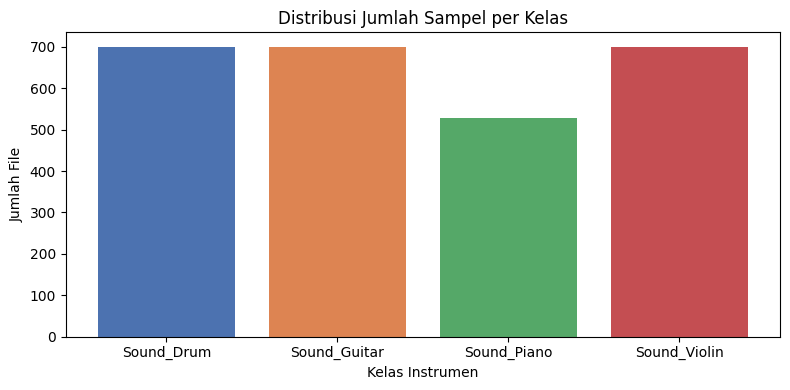 Distribusi Jumlah Sampel per Kelas
700
600
500
400
300
200
100
0
Jumlah File
Sound_Drum Sound_Guitar Sound_Piano Sound_Violin
Kelas Instrumen